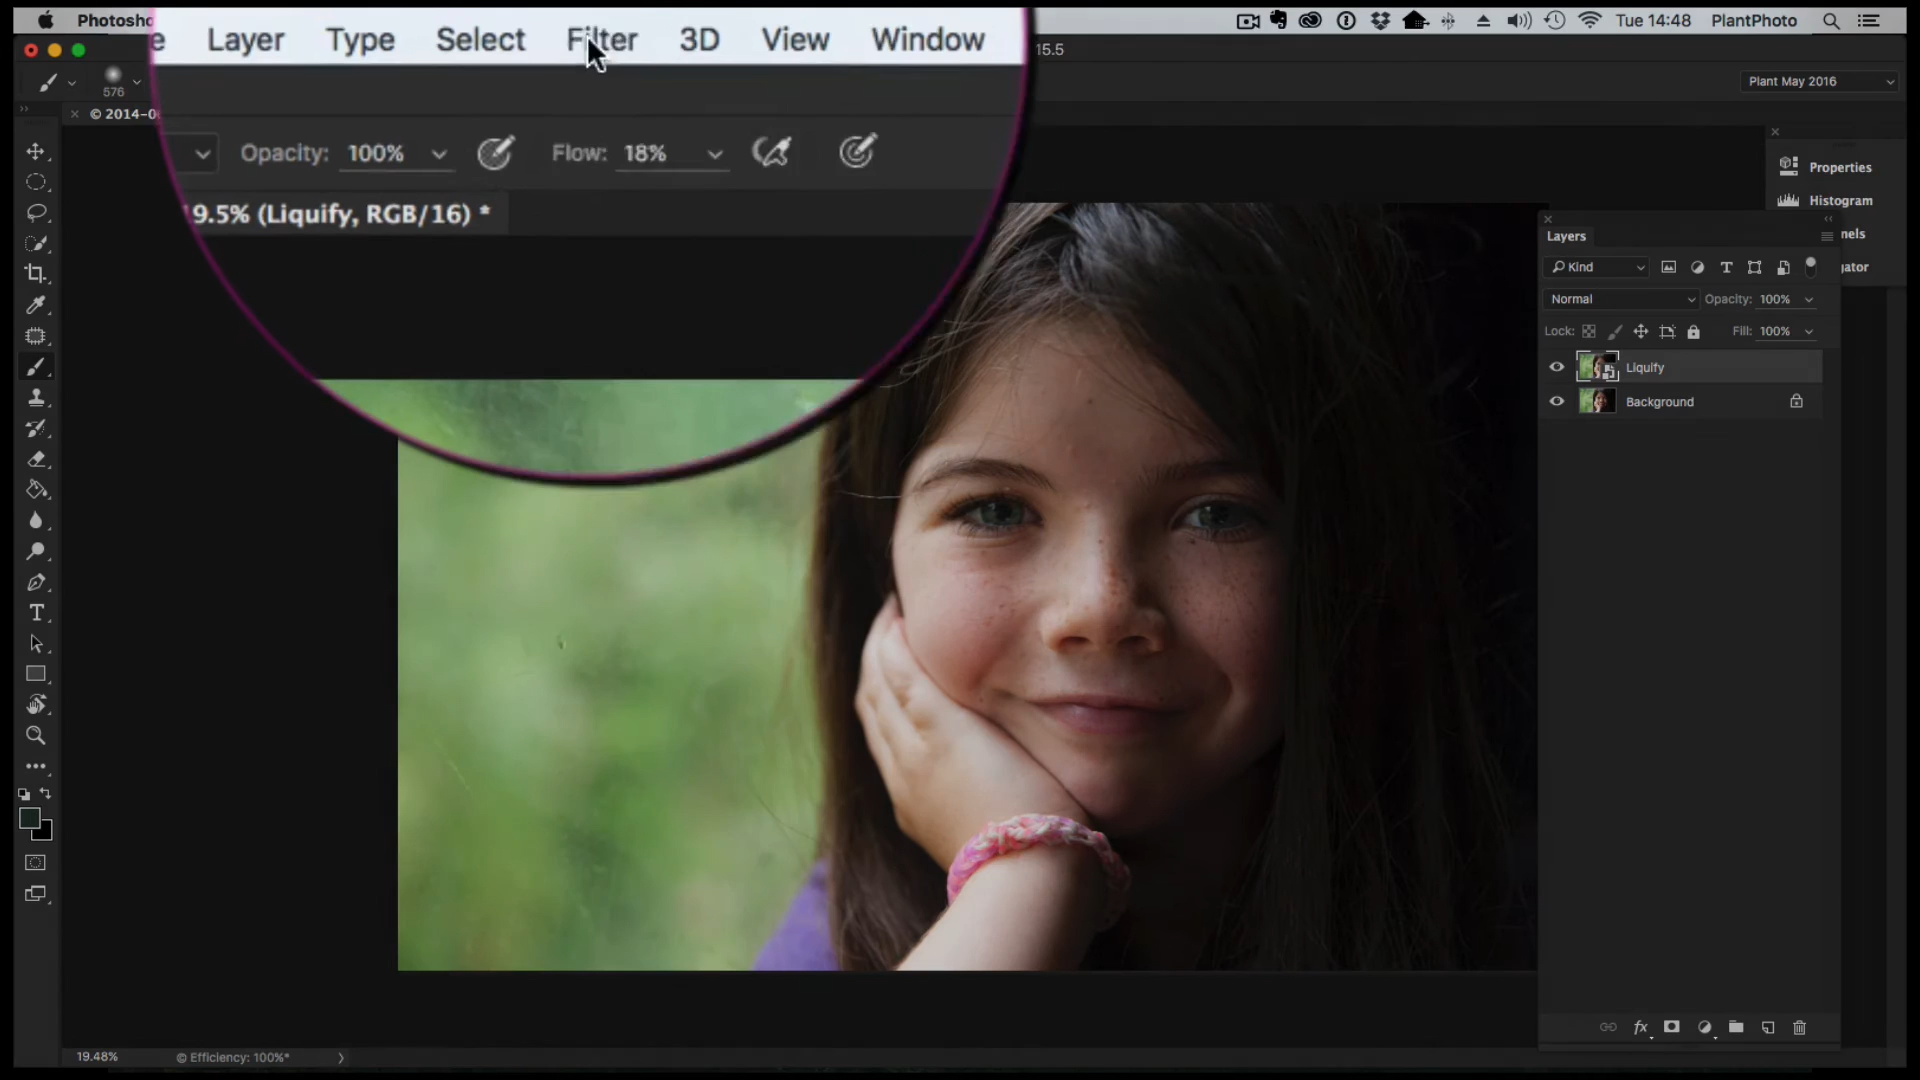 Photosho
e Layer Type Select Filter 3D View Window
Tue 14:48 PlantPhoto
15.5
576
Plant May 2016
© 2014-0
Opacity: 100% Flow: 18%
9.5% (Liquify, RGB/16) *
Properties
Histogram
nels
gator
Layers
Kind
Normal Opacity: 100%
Lock: Fill: 100%
Liquify
Background
fx
19.48% © Efficiency: 100%*